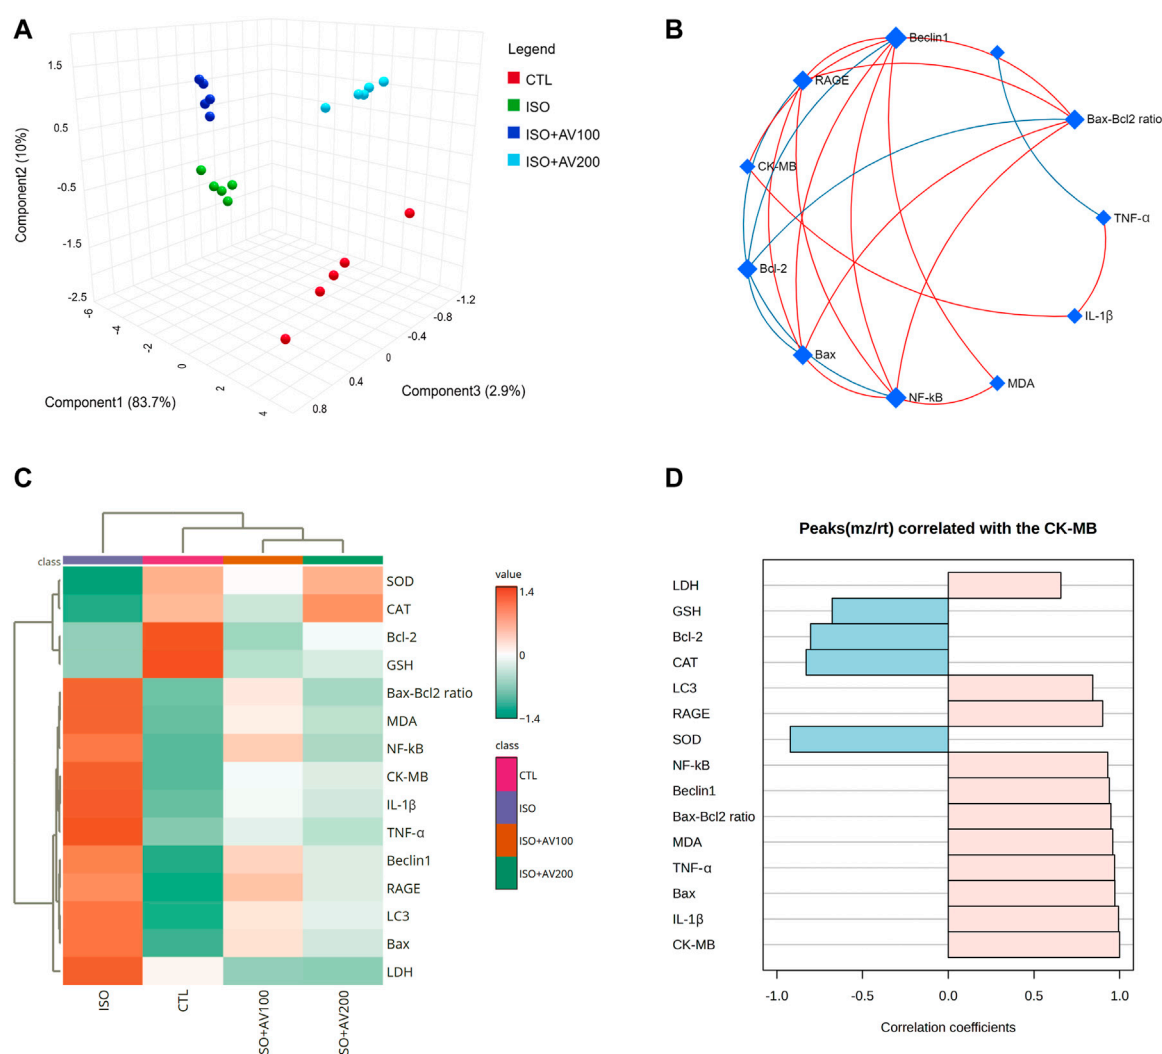 A
Legend
CTL
ISO
ISO+AV100
ISO+AV200
1.5
0.5
-0.5
-1.5
-2.5
Component2 (10%)
-6
-4
-2
0
2
4
Component1 (83.7%)
-1.2
-0.8
-0.4
0
0.4
0.8
Component3 (2.9%)
B
Beclin1
RAGE
Bax-Bcl2 ratio
CK-MB
TNF-α
Bcl-2
IL-1β
Bax
MDA
NF-kB
C
class
SOD
CAT
Bcl-2
GSH
Bax-Bcl2 ratio
MDA
NF-kB
CK-MB
IL-1β
TNF-α
Beclin1
RAGE
LC3
Bax
LDH
ISO
CTL
SO+AV100
SO+AV200
value
1.4
0
−1.4
class
CTL
ISO
ISO+AV100
ISO+AV200
D
Peaks(mz/rt) correlated with the CK-MB
LDH
GSH
Bcl-2
CAT
LC3
RAGE
SOD
NF-kB
Beclin1
Bax-Bcl2 ratio
MDA
TNF-α
Bax
IL-1β
CK-MB
-1.0 -0.5 0.0 0.5 1.0
Correlation coefficients